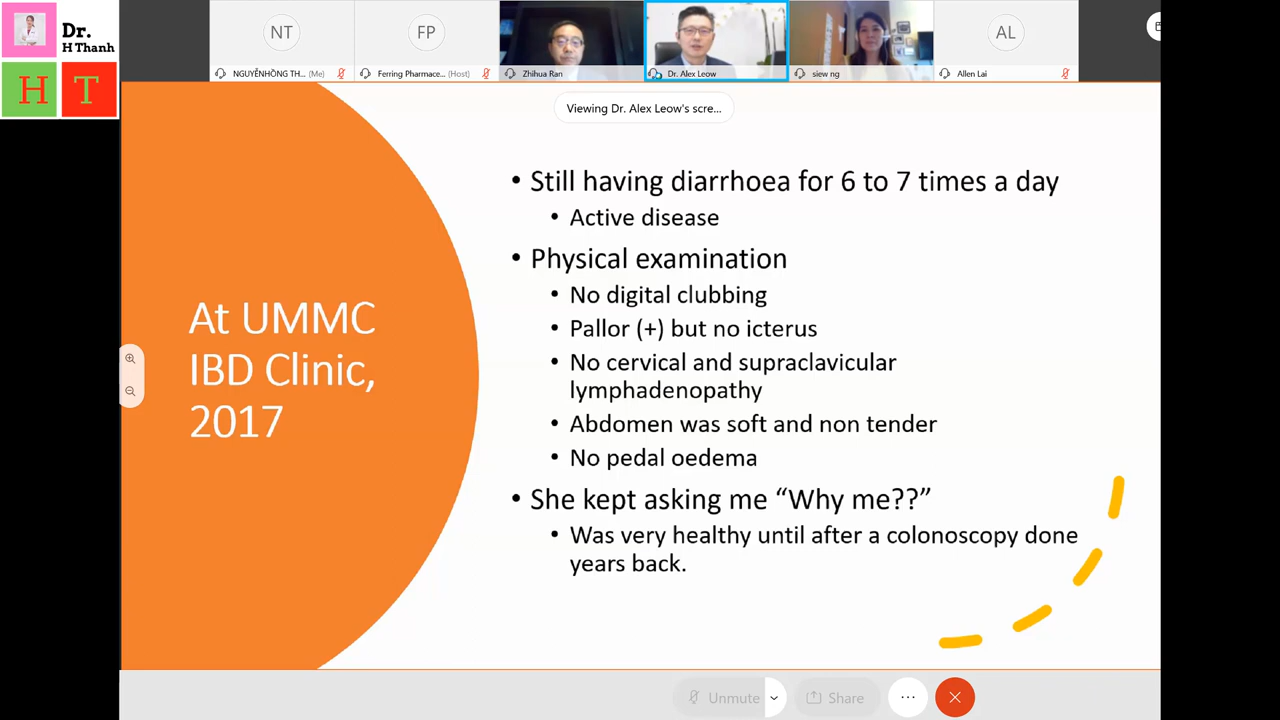 Dr.
H Thanh
H T
NT
FP
AL
NGUYỄNHỒNG TH... (Me)
Ferring Pharmace... (Host)
Zhihua Ran
Dr. Alex Leow
siew ng
Allen Lai
Viewing Dr. Alex Leow's scre...
At UMMC
IBD Clinic,
2017
• Still having diarrhoea for 6 to 7 times a day
• Active disease
• Physical examination
• No digital clubbing
• Pallor (+) but no icterus
• No cervical and supraclavicular
lymphadenopathy
• Abdomen was soft and non tender
• No pedal oedema
• She kept asking me “Why me??”
• Was very healthy until after a colonoscopy done
years back.
Unmute
Share